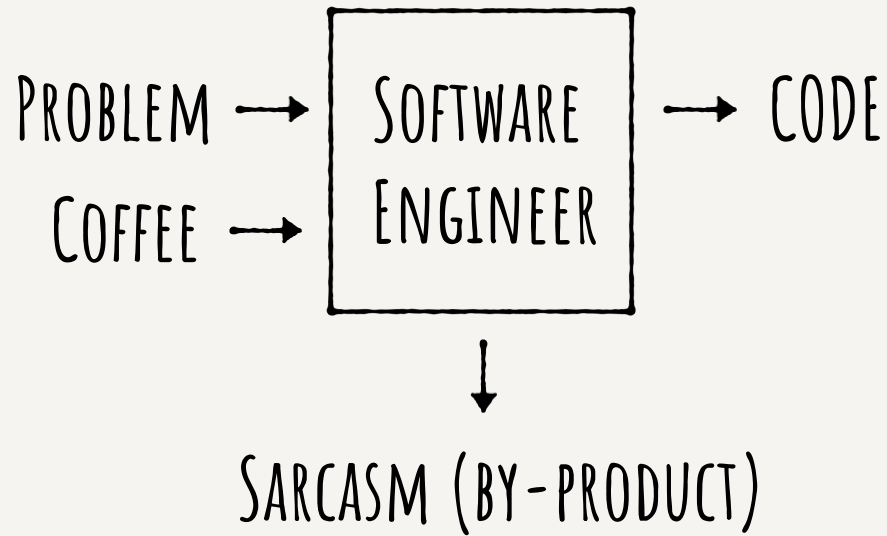 Problem
Software
CODE
Coffee
Engineer
Sarcasm (by-product)